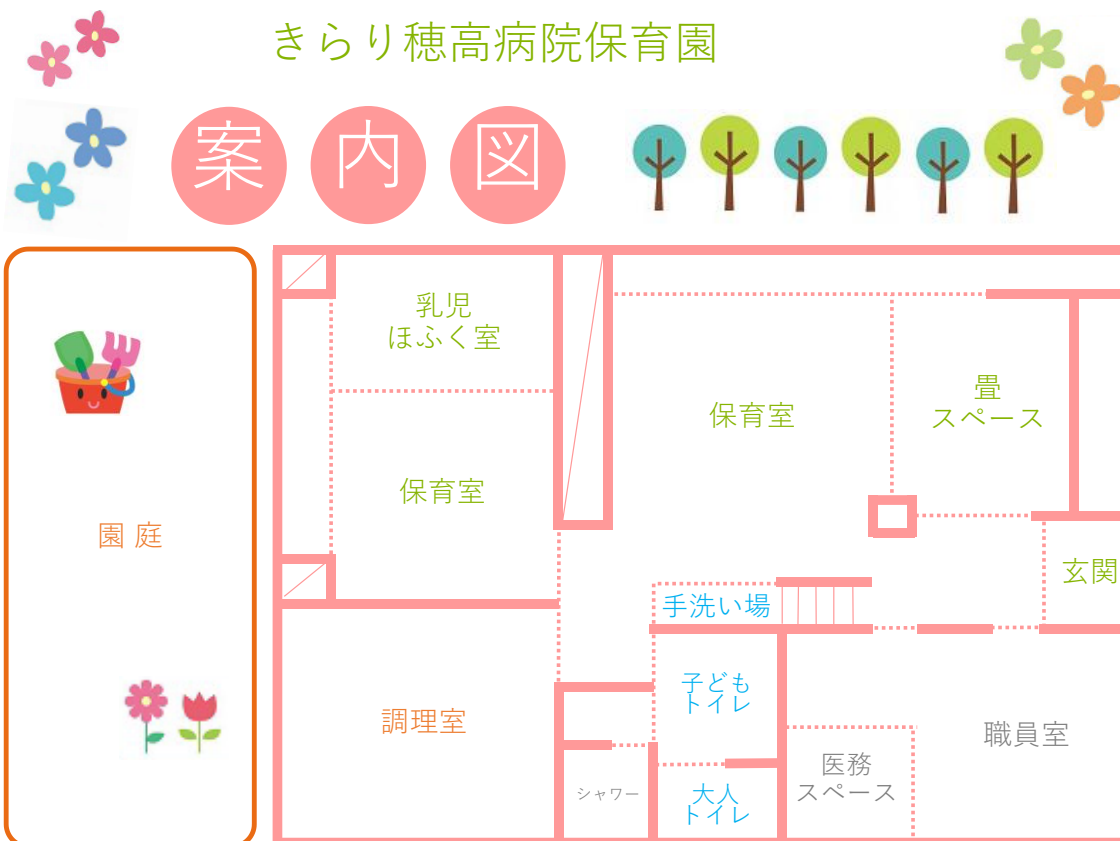 きらり穂高病院保育園
案内図
乳児
ほふく室
保育室
畳
スペース
保育室
園庭
玄関
手洗い場
子ども
トイレ
調理室
職員室
医務
スペース
シャワー
大人
トイレ